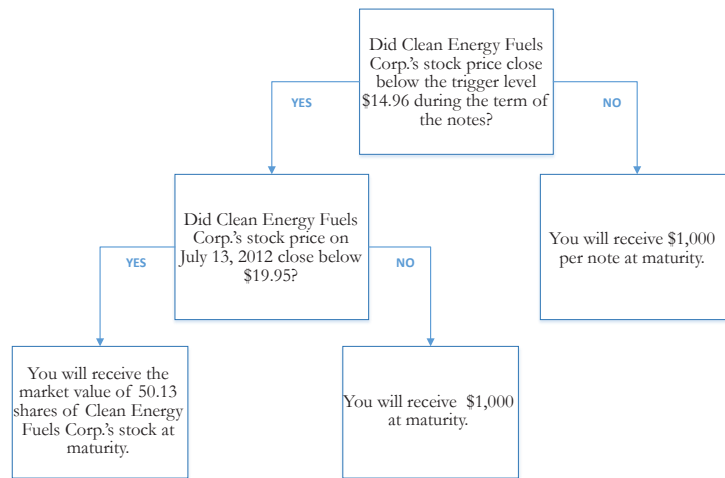 Did Clean Energy Fuels
Corp.'s stock price close
below the trigger level
$14.96 during the term of
the notes?
YES
NO
Did Clean Energy Fuels
Corp.'s stock price on
July 13, 2012 close below
$19.95?
You will receive $1,000
per note at maturity.
YES
NO
You will receive the
market value of 50.13
shares of Clean Energy
Fuels Corp.'s stock at
maturity.
You will receive $1,000
at maturity.